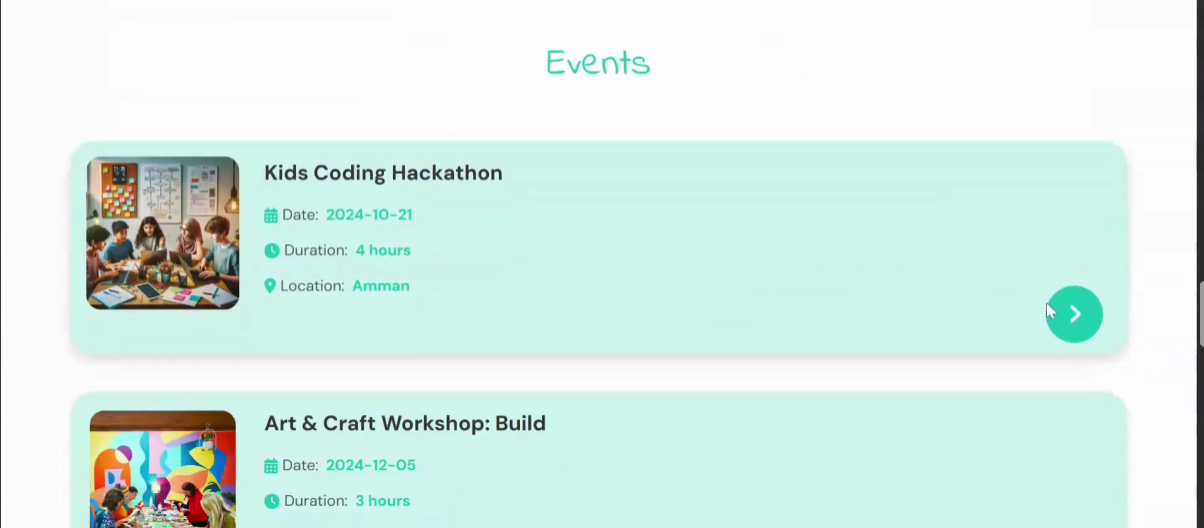 Events
Kids Coding Hackathon
Date: 2024-10-21
Duration: 4 hours
Location: Amman
Art & Craft Workshop: Build
Date: 2024-12-05
Duration: 3 hours